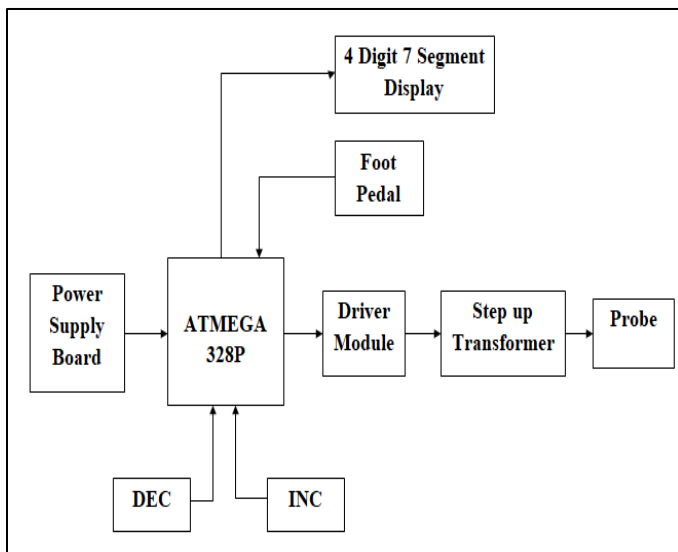 4 Digit 7 Segment
Display
Foot
Pedal
Power
Supply
Board
ATMEGA
328P
Driver
Module
Step up
Transformer
Probe
DEC
INC